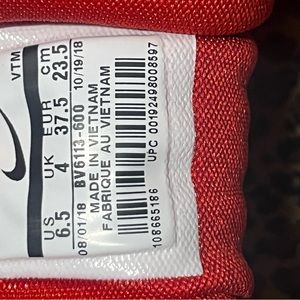 US UK EUR cm VTM
6.5 4 37.5 23.5
BV6113-600
08/01/18 10/19/18
MADE IN VIETNAM
FABRIQUE AU VIETNAM
UPC 00192498008597
108665186